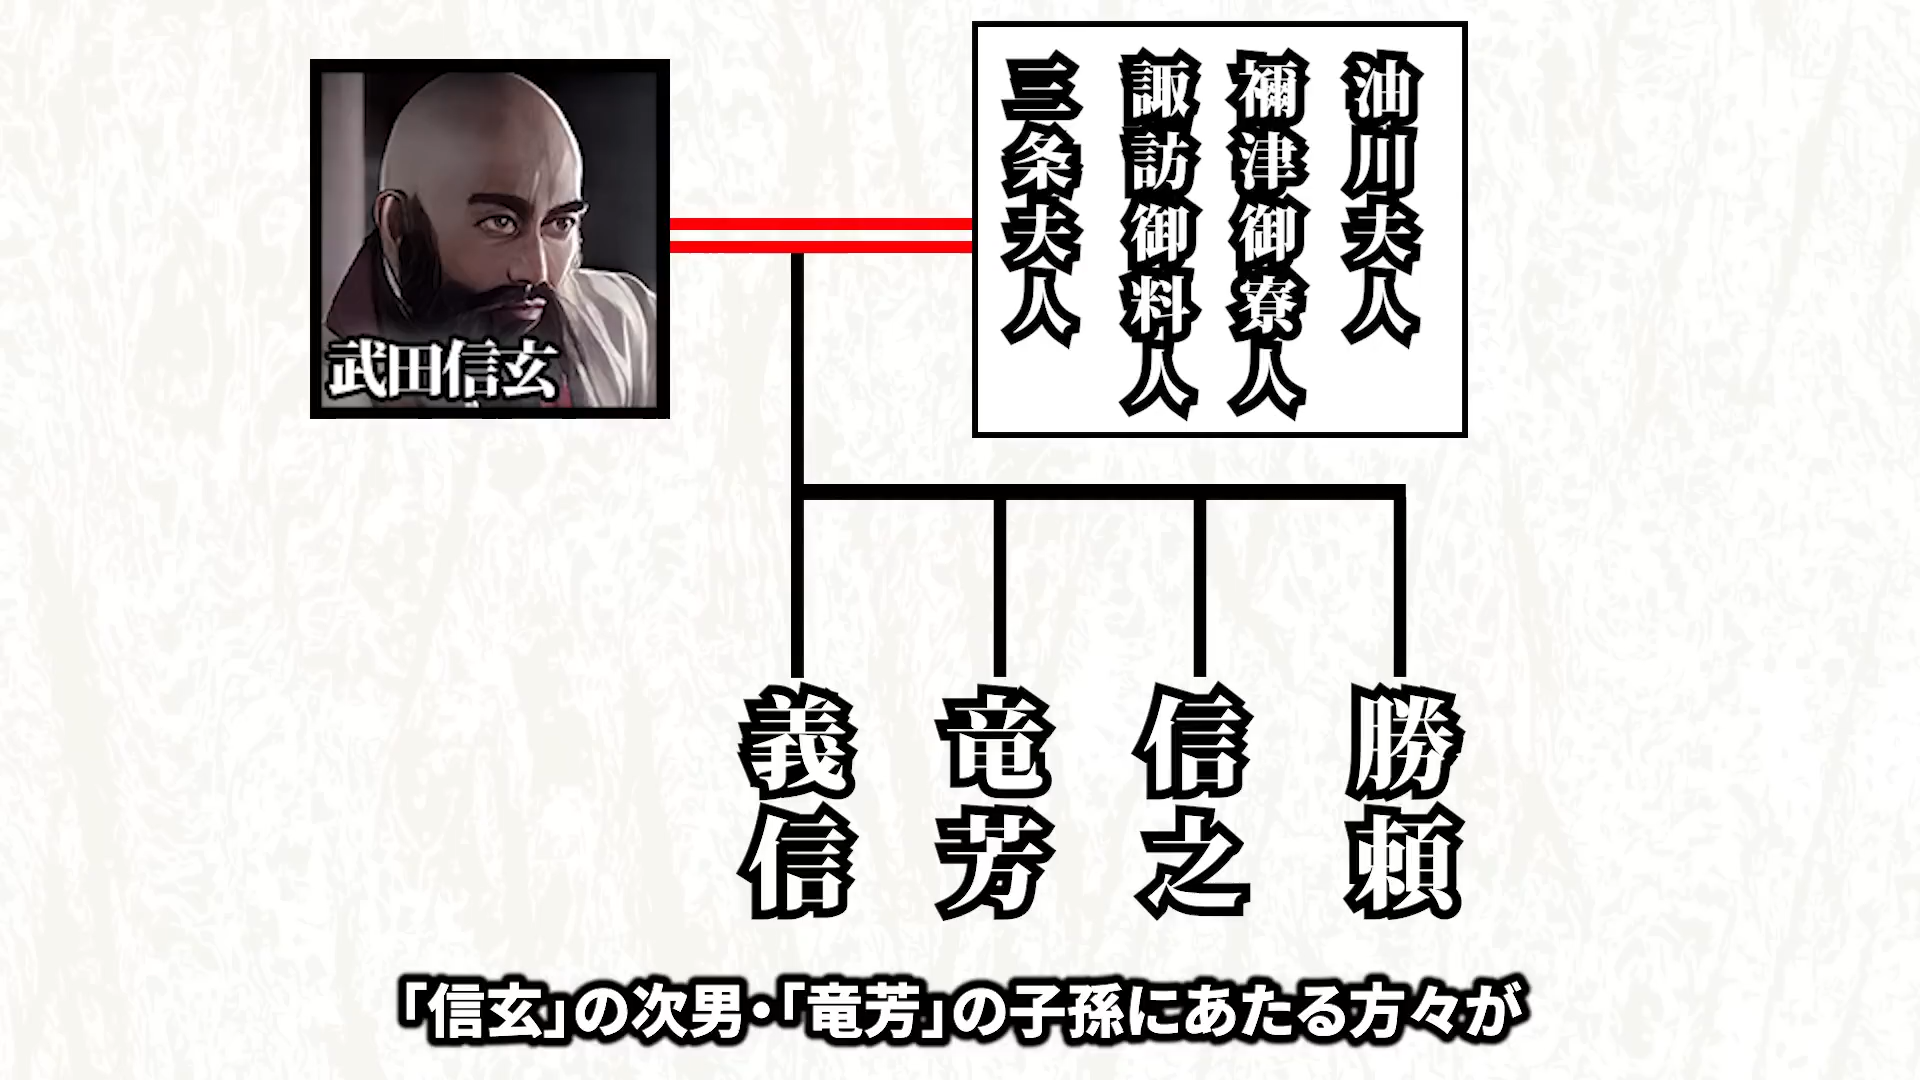 武田信玄
油川夫人
禰津御寮人
諏訪御料人
三条夫人
義信
竜芳
信之
勝頼
「信玄」の次男・「竜芳」の子孫にあたる方々が